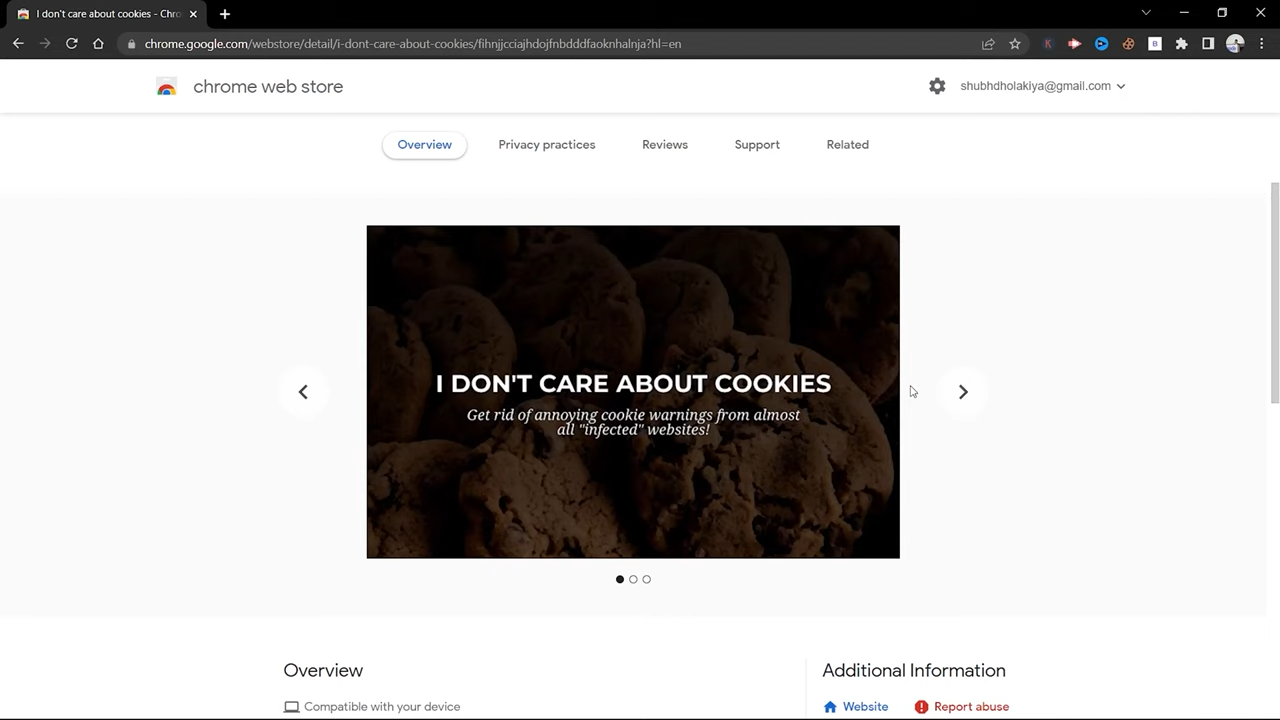 I don't care about cookies - Chro
chrome.google.com/webstore/detail/i-dont-care-about-cookies/fihnjjcciajhdojfnbdddfaoknhalnja?hl=en
chrome web store
shubhdholakiya@gmail.com
Overview
Privacy practices
Reviews
Support
Related
I DON'T CARE ABOUT COOKIES
Get rid of annoying cookie warnings from almost
all "infected" websites!
Overview
Additional Information
Compatible with your device
Website
Report abuse